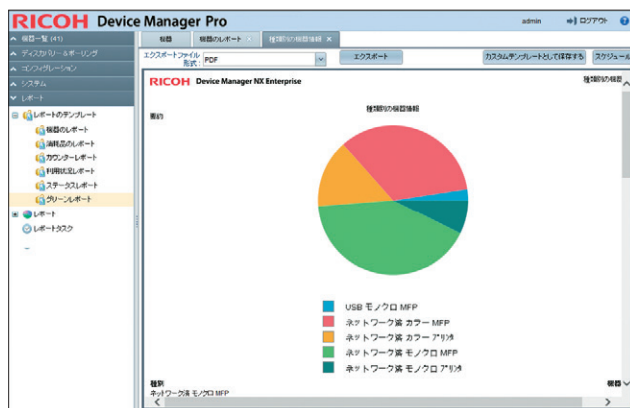 RICOH Device Manager Pro
admin
ログアウト
機器一覧 (41)
機器
機器のレポート
種類別の機器情報
ディスカバリー&ポーリング
エクスポートファイル形式:
PDF
エクスポート
カスタムテンプレートとして保存する
スケジュール
コンフィグレーション
システム
レポート
RICOH Device Manager NX Enterprise
種類別の機器
レポートのテンプレート
機器のレポート
消耗品のレポート
カウンターレポート
利用状況レポート
ステータスレポート
グリーンレポート
レポート
レポートタスク
要約
種類別の機器情報
USB モノクロ MFP
ネットワーク接 カラー MFP
ネットワーク接 カラー プリンタ
ネットワーク接 モノクロ MFP
ネットワーク接 モノクロ プリンタ
種別
機器
ネットワーク接 モノクロ MFP